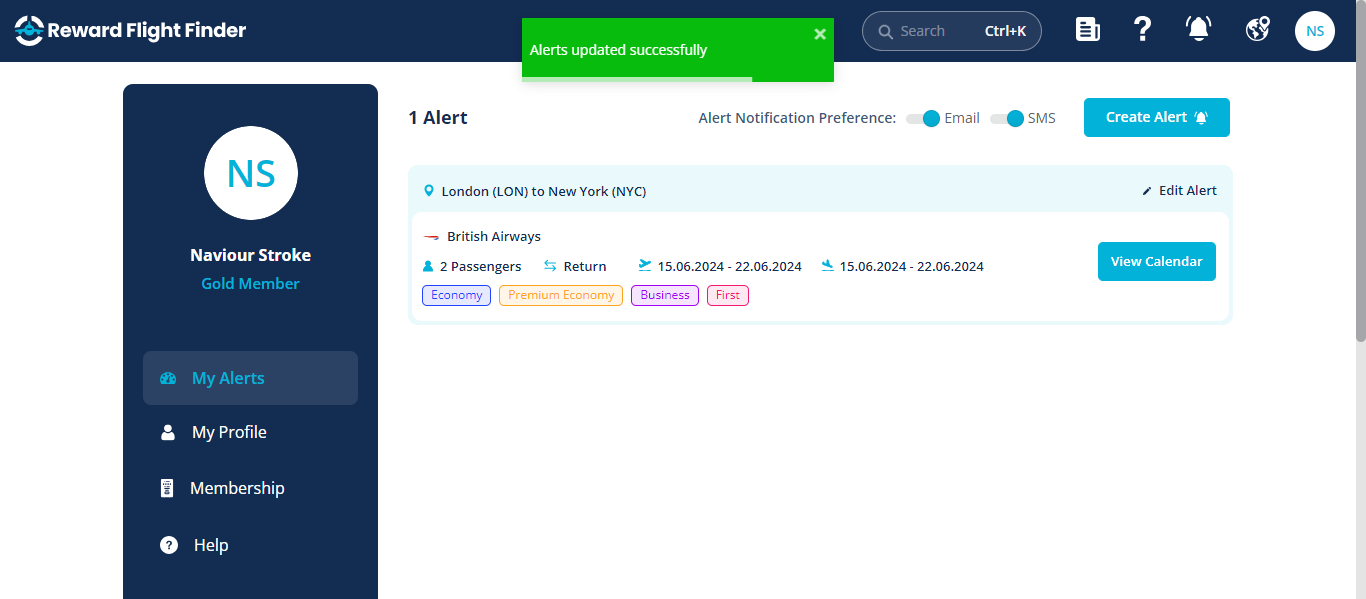 Reward Flight Finder
Alerts updated successfully
Search Ctrl+K
NS
NS
Naviour Stroke
Gold Member
My Alerts
My Profile
Membership
Help
1 Alert
Alert Notification Preference: Email SMS
Create Alert
London (LON) to New York (NYC)
Edit Alert
British Airways
2 Passengers Return 15.06.2024 - 22.06.2024 15.06.2024 - 22.06.2024
Economy Premium Economy Business First
View Calendar